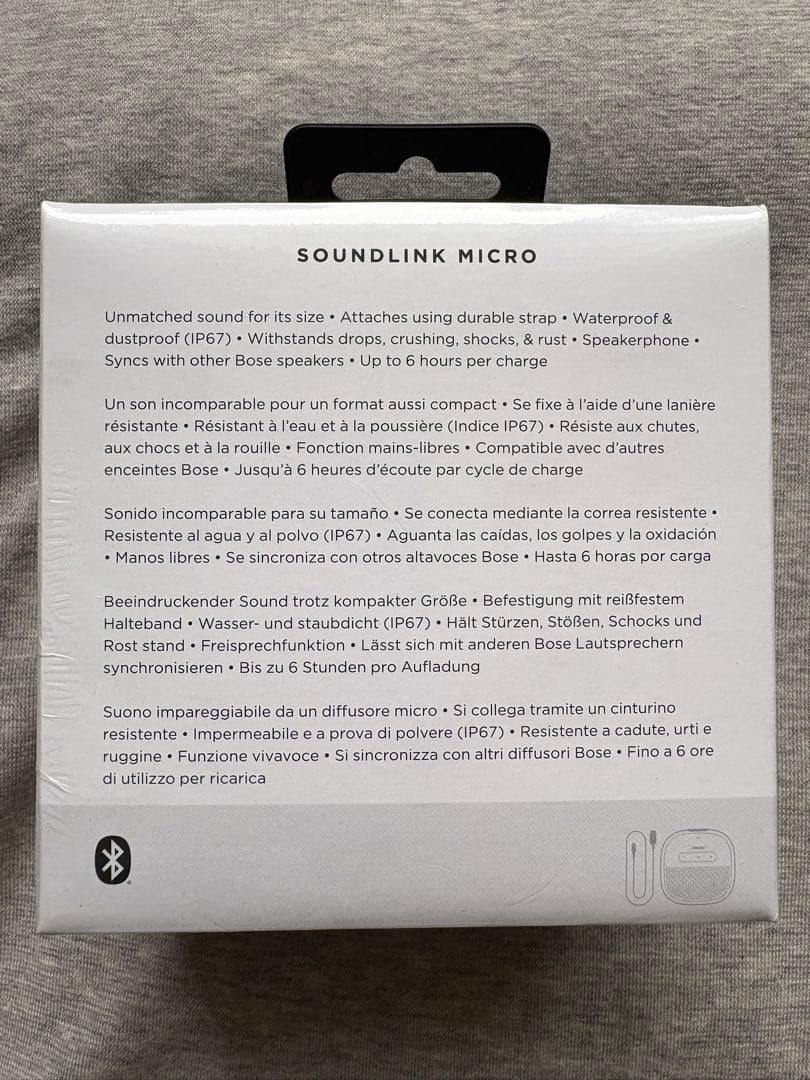 SOUNDLINK MICRO
Unmatched sound for its size • Attaches using durable strap • Waterproof &
dustproof (IP67) • Withstands drops, crushing, shocks, & rust • Speakerphone •
Syncs with other Bose speakers • Up to 6 hours per charge
Un son incomparable pour un format aussi compact • Se fixe à l'aide d'une lanière
résistante • Résistant à l'eau et à la poussière (Indice IP67) • Résiste aux chutes,
aux chocs et à la rouille • Fonction mains-libres • Compatible avec d'autres
enceintes Bose • Jusqu'à 6 heures d'écoute par cycle de charge
Sonido incomparable para su tamaño • Se conecta mediante la correa resistente •
Resistente al agua y al polvo (IP67) • Aguanta las caídas, los golpes y la oxidación
• Manos libres • Se sincroniza con otros altavoces Bose • Hasta 6 horas por carga
Beeindruckender Sound trotz kompakter Größe • Befestigung mit reißfestem
Halteband • Wasser- und staubdicht (IP67) • Hält Stürzen, Stößen, Schocks und
Rost stand • Freisprechfunktion • Lässt sich mit anderen Bose Lautsprechern
synchronisieren • Bis zu 6 Stunden pro Aufladung
Suono impareggiabile da un diffusore micro • Si collega tramite un cinturino
resistente • Impermeabile e a prova di polvere (IP67) • Resistente a cadute, urti e
ruggine • Funzione vivavoce • Si sincronizza con altri diffusori Bose • Fino a 6 ore
di utilizzo per ricarica